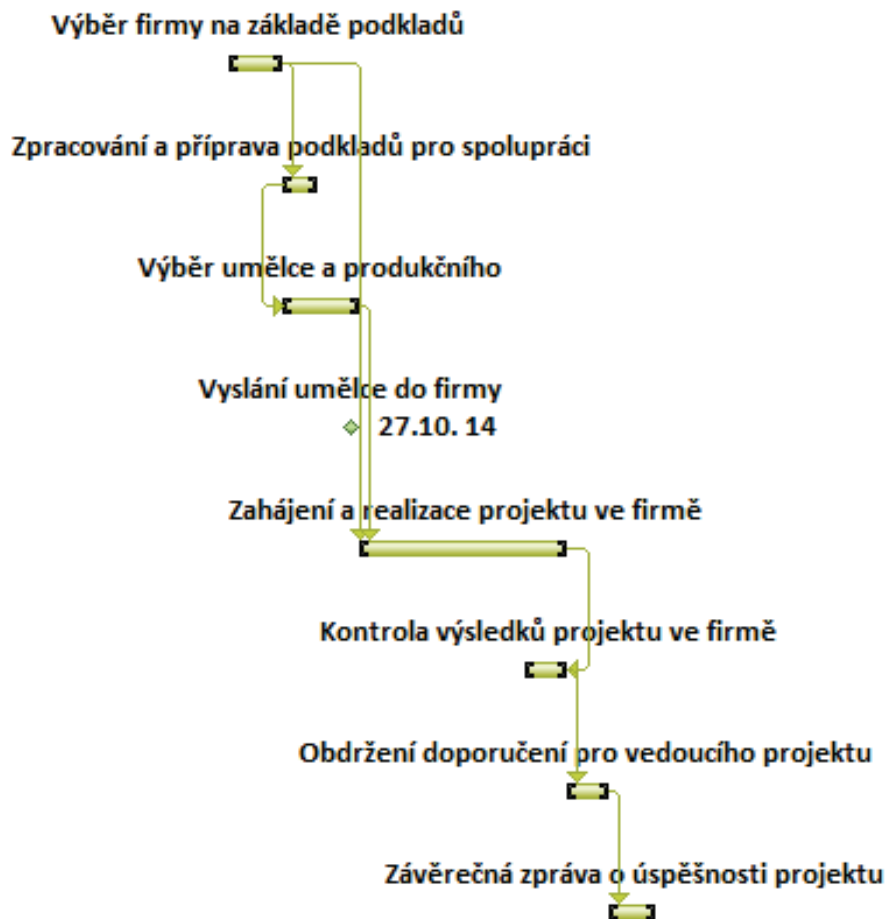 Výběr firmy na základě podkladů
Zpracování a příprava podkladů pro spolupráci
Výběr umělce a produkčního
Vyslání umělce do firmy
27.10. 14
Zahájení a realizace projektu ve firmě
Kontrola výsledků projektu ve firmě
Obdržení doporučení pro vedoucího projektu
Závěrečná zpráva o úspěšnosti projektu